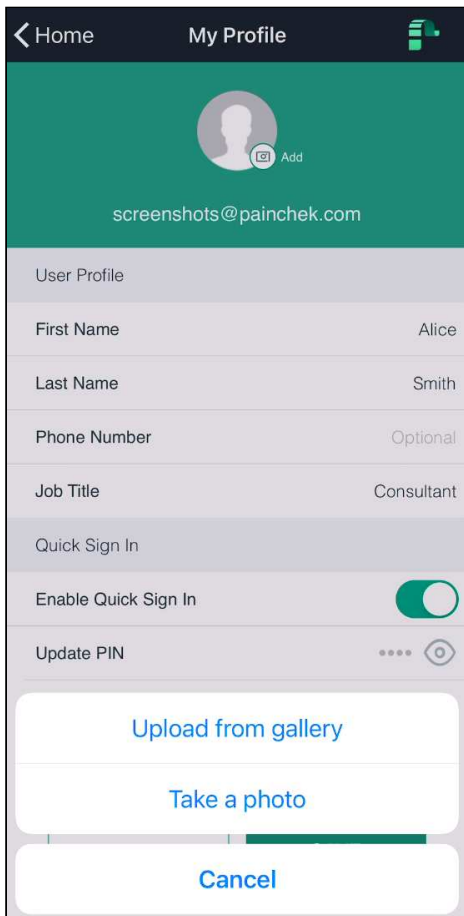 Home My Profile
Add
screenshots@painchek.com
User Profile
First Name Alice
Last Name Smith
Phone Number Optional
Job Title Consultant
Quick Sign In
Enable Quick Sign In
Update PIN ••••
Upload from gallery
Take a photo
Cancel